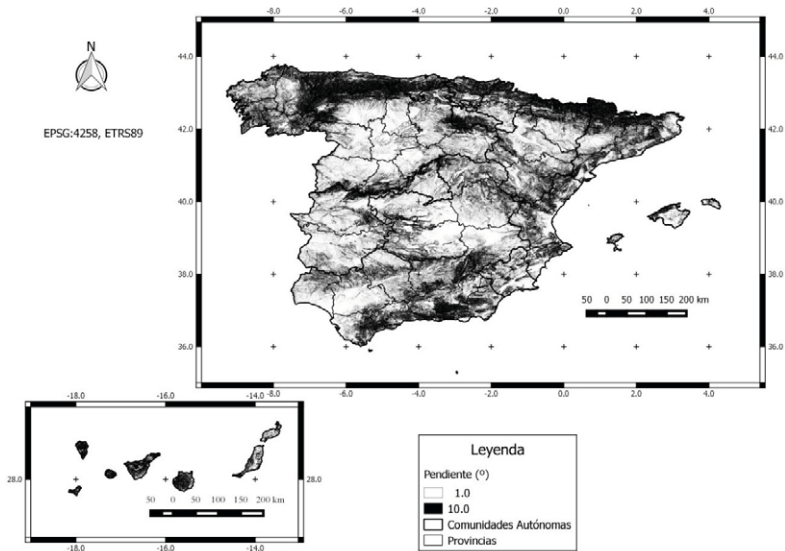 -8.0 -6.0 -4.0 -2.0 0.0 2.0 4.0
N
44.0 44.0
EPSG:4258, ETRS89
42.0 42.0
40.0 40.0
38.0 38.0
50 0 50 100 150 200 km
36.0 36.0
-8.0 -6.0 -4.0 -2.0 0.0 2.0 4.0
-18.0 -16.0 -14.0
28.0 28.0
50 0 50 100 150 200 km
-18.0 -16.0 -14.0
Leyenda
Pendiente (º)
1.0
10.0
Comunidades Autónomas
Provincias